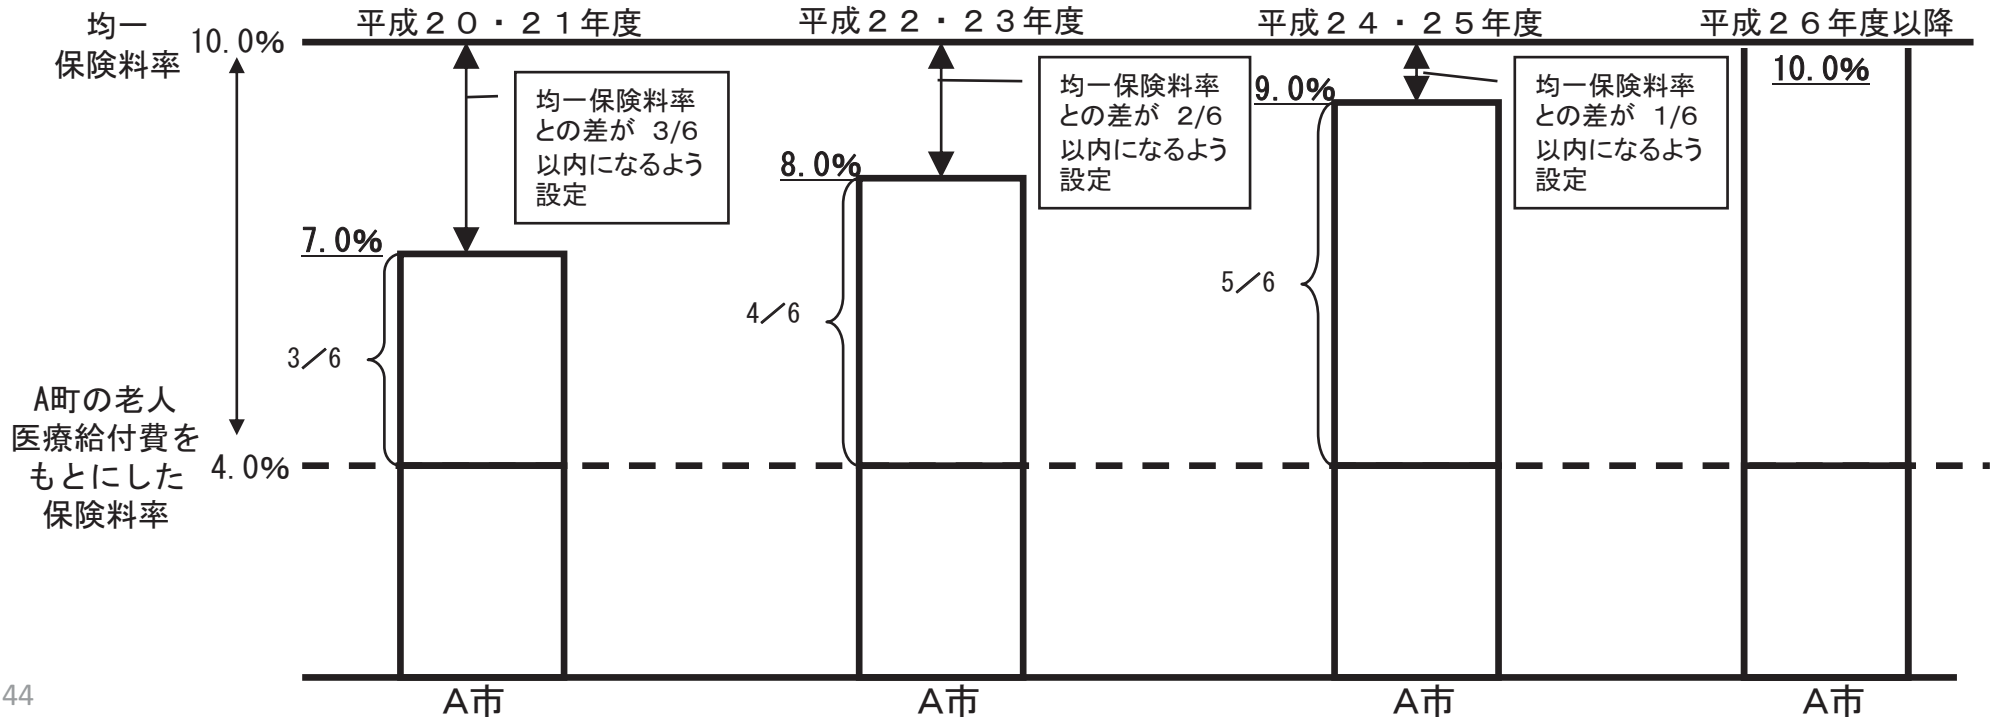 平成２０・２１年度
平成２２・２３年度
平成２４・２５年度
平成２６年度以降
均一
保険料率
10.0%
均一保険料率
との差が 3/6
以内になるよう
設定
均一保険料率
との差が 2/6
以内になるよう
設定
均一保険料率
との差が 1/6
以内になるよう
設定
7.0%
8.0%
9.0%
10.0%
3／6
4／6
5／6
A町の老人
医療給付費を
もとにした
保険料率
4.0%
Ａ市
Ａ市
Ａ市
Ａ市
44